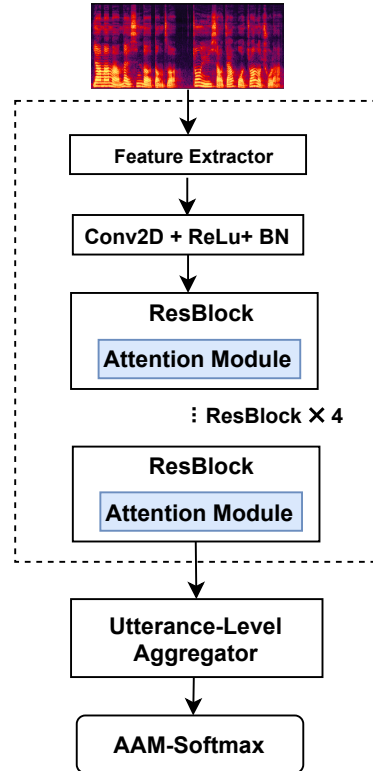 Feature Extractor
Conv2D + ReLu+ BN
ResBlock
Attention Module
⋮ ResBlock × 4
ResBlock
Attention Module
Utterance-Level
Aggregator
AAM-Softmax